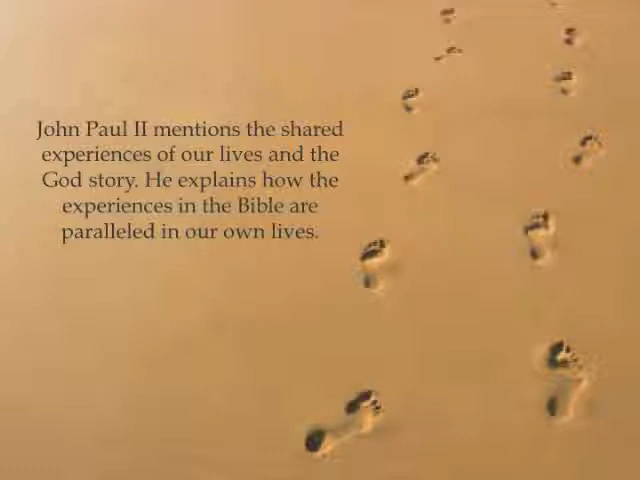 John Paul II mentions the shared
experiences of our lives and the
God story. He explains how the
experiences in the Bible are
paralleled in our own lives.